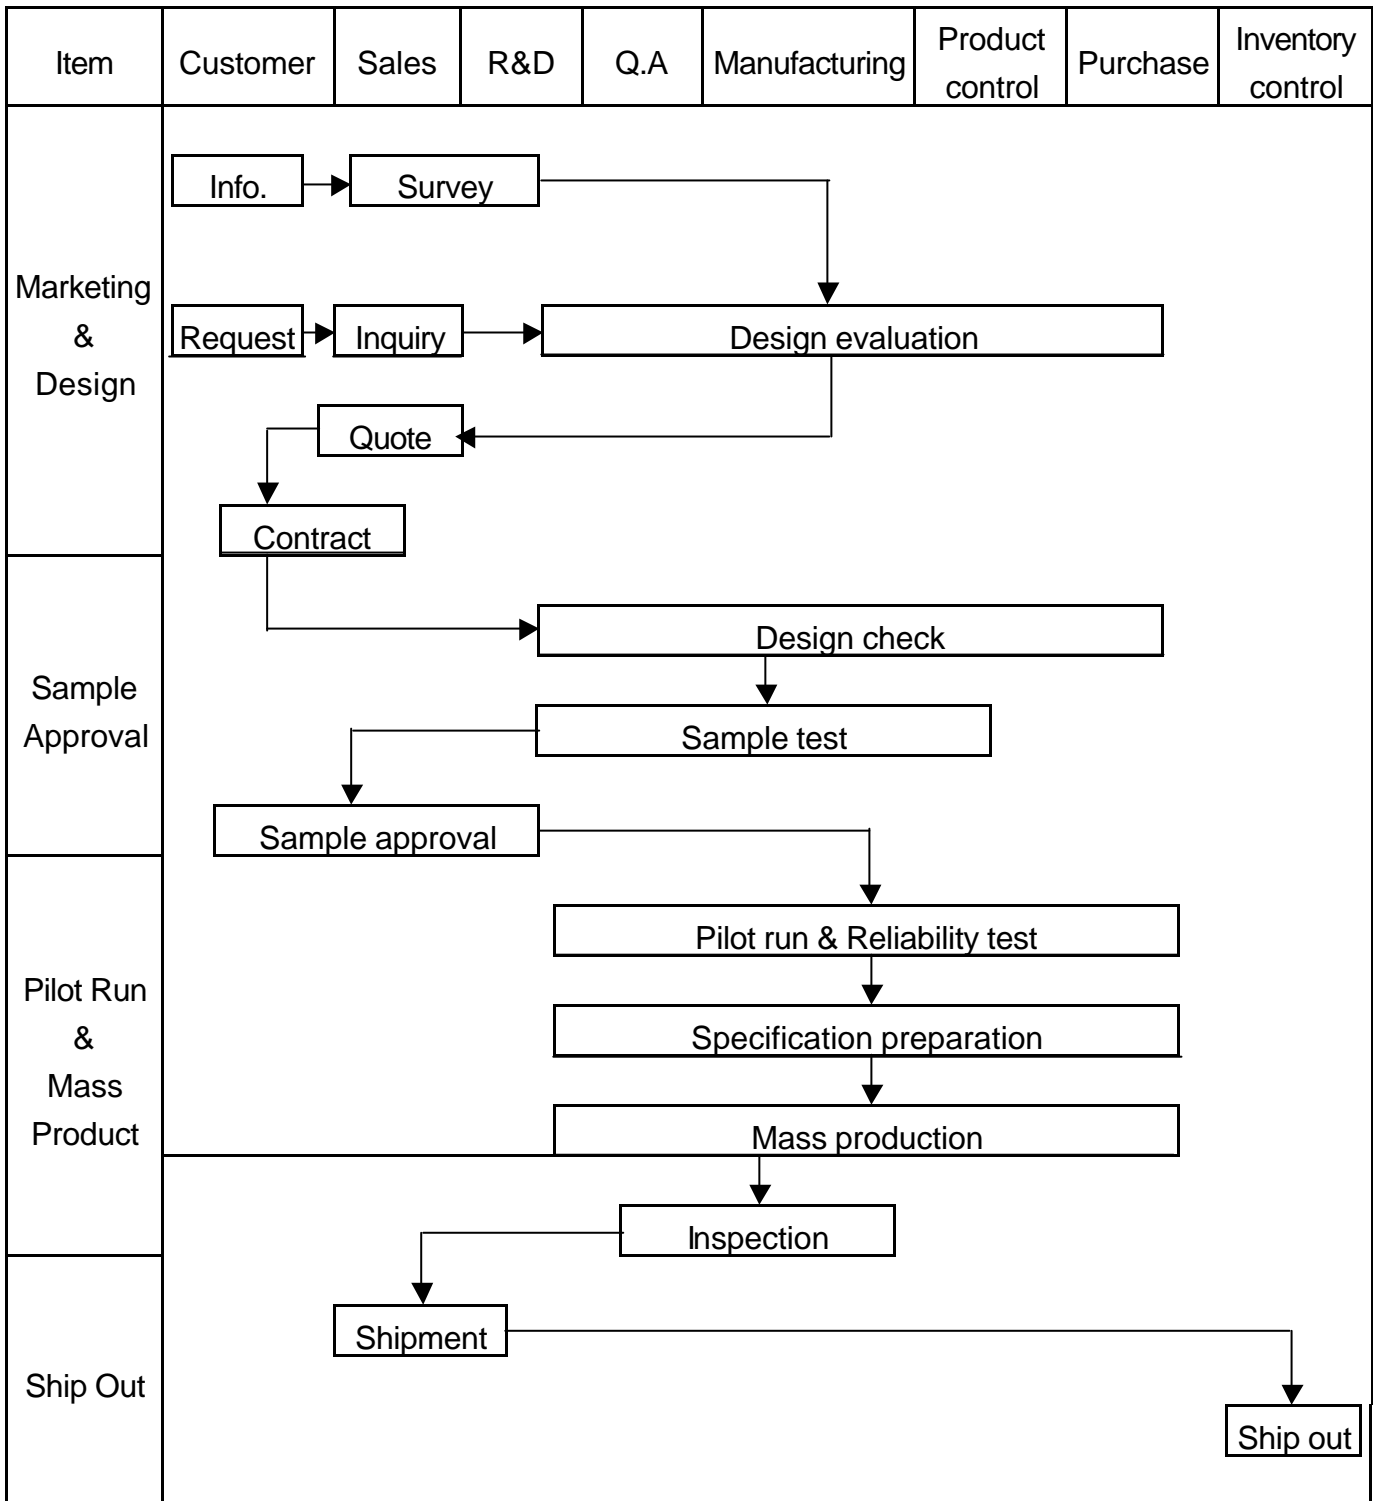 Item Customer Sales R&D Q.A Manufacturing Product control Purchase Inventory control
Marketing
&
Design
Info. Survey
Request Inquiry Design evaluation
Quote
Contract
Sample
Approval
Design check
Sample test
Sample approval
Pilot Run
&
Mass
Product
Pilot run & Reliability test
Specification preparation
Mass production
Inspection
Ship Out
Shipment
Ship out